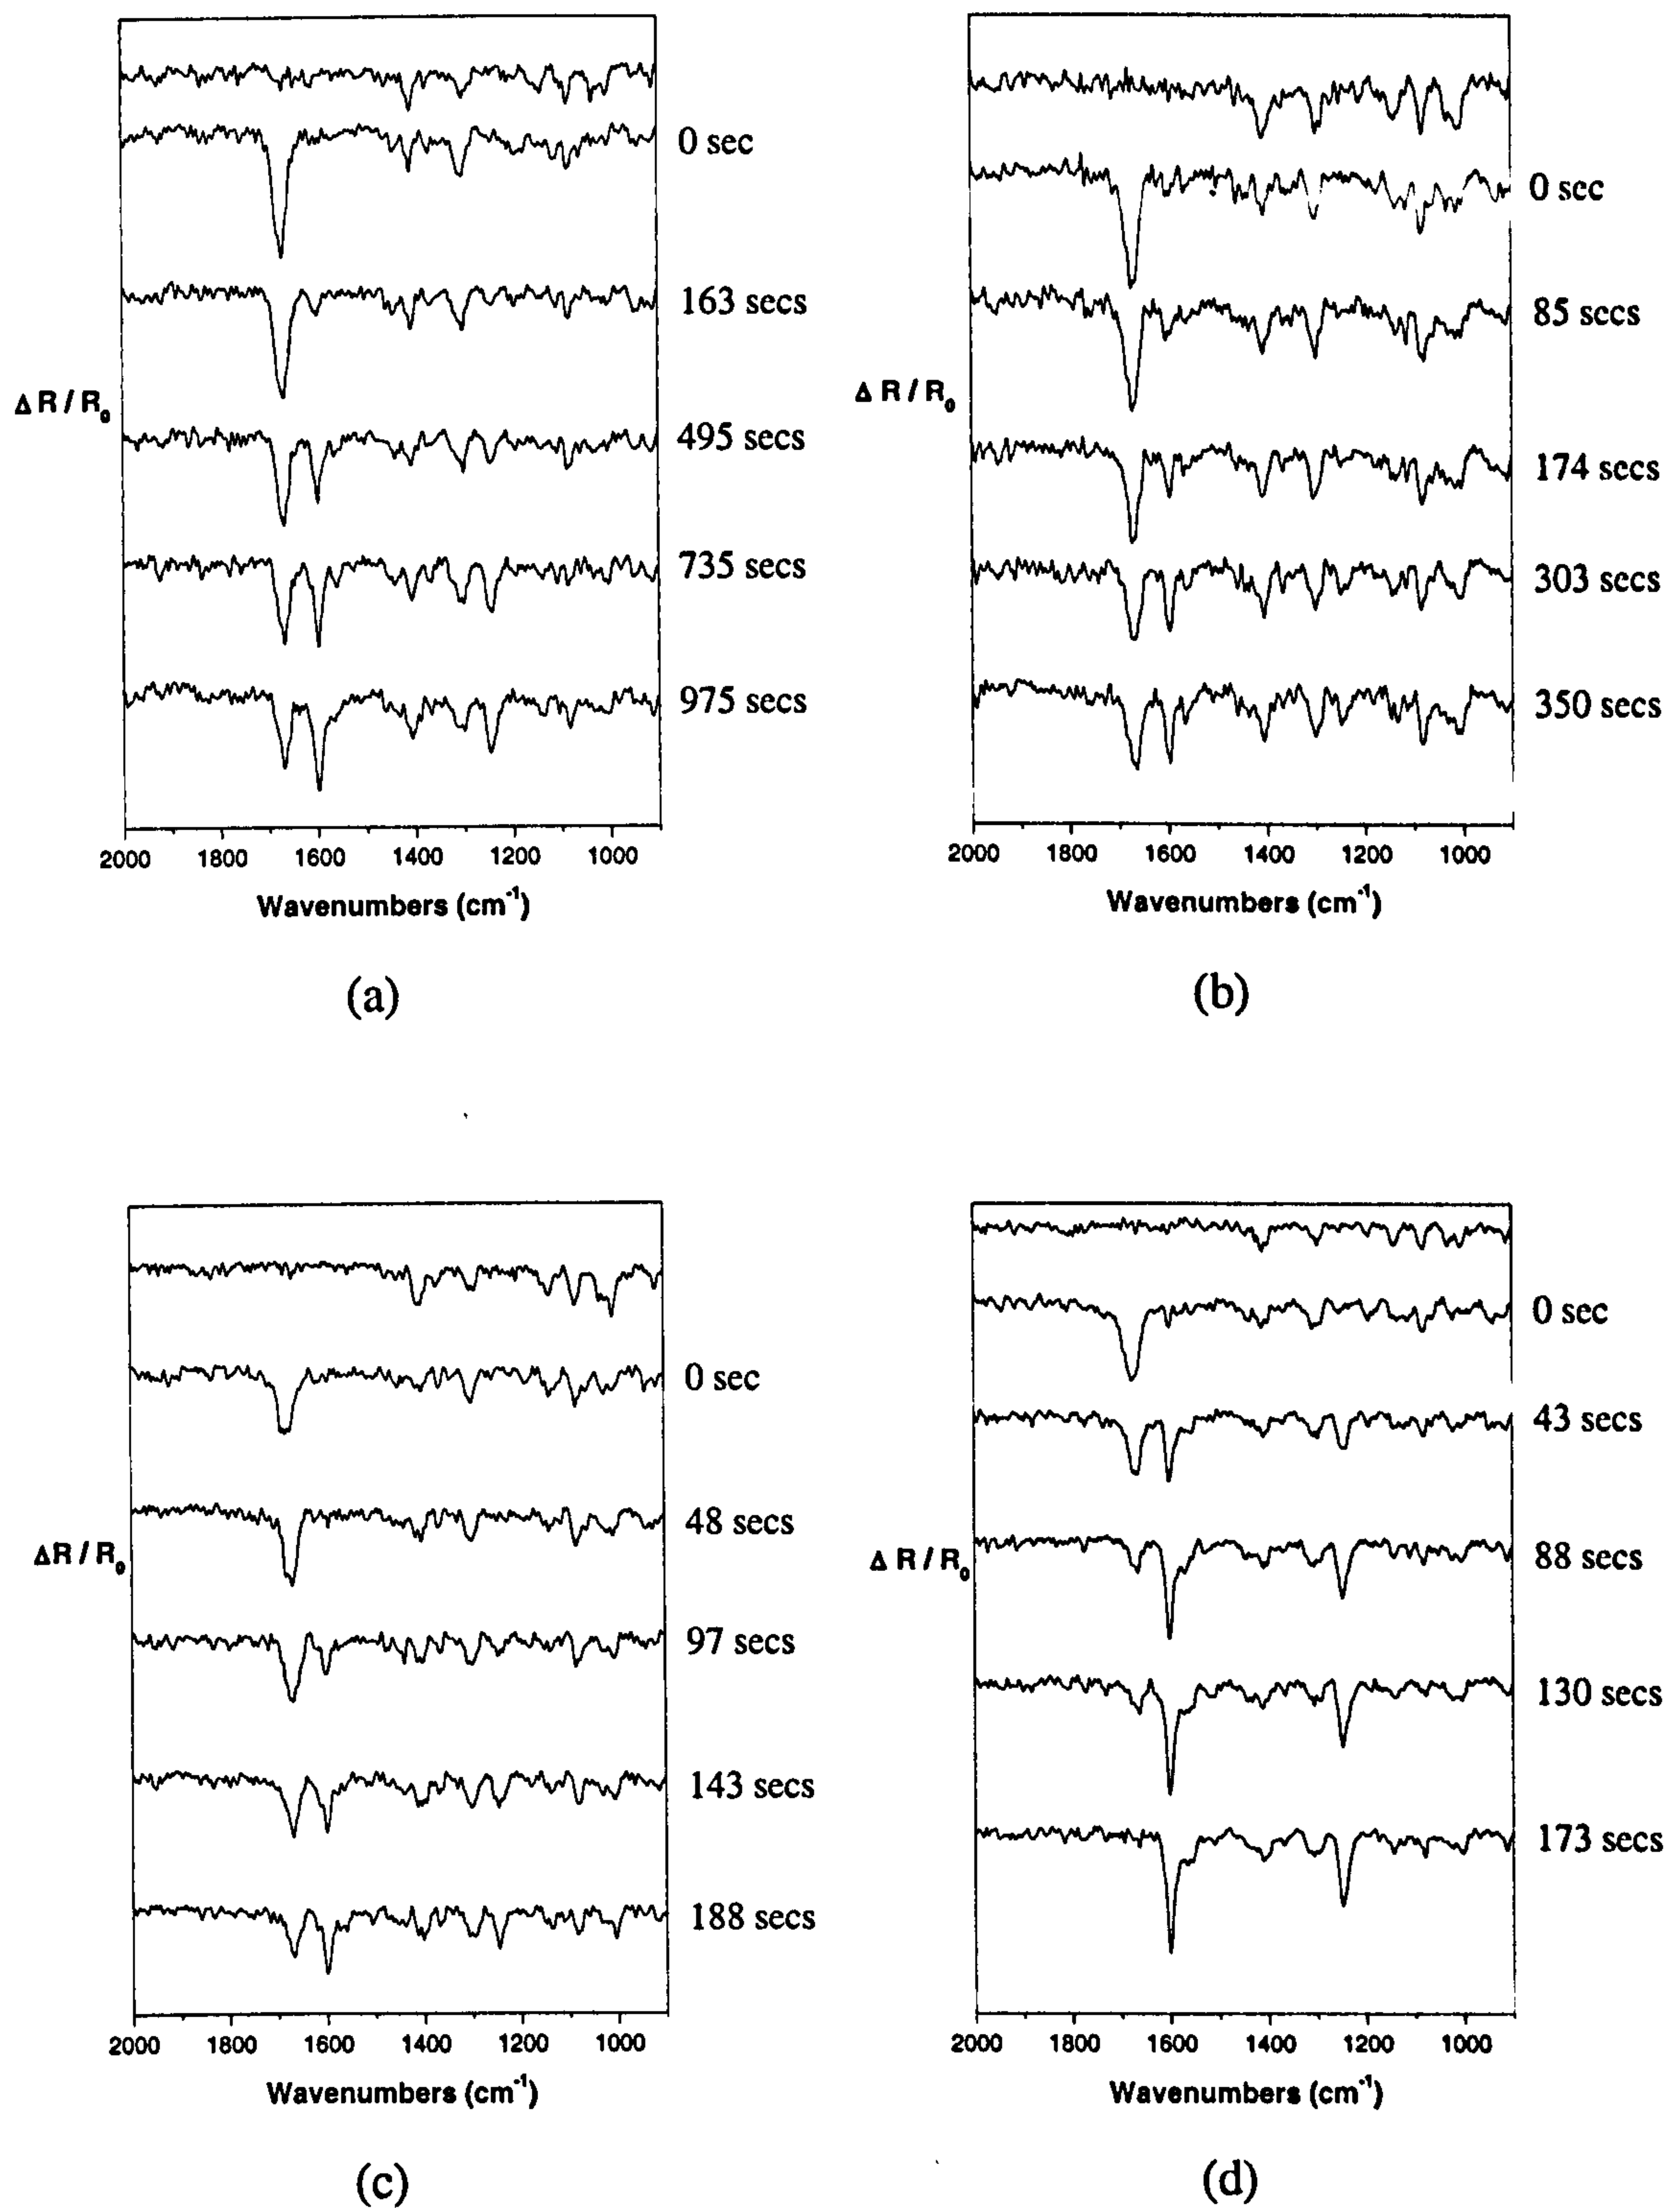 0 sec
163 secs
ΔR/R₀
495 secs
735 secs
975 secs
2000 1800 1600 1400 1200 1000
Wavenumbers (cm⁻¹)
(a)
0 sec
85 secs
ΔR/R₀
174 secs
303 secs
350 secs
2000 1800 1600 1400 1200 1000
Wavenumbers (cm⁻¹)
(b)
0 sec
48 secs
ΔR/R₀
97 secs
143 secs
188 secs
2000 1800 1600 1400 1200 1000
Wavenumbers (cm⁻¹)
(c)
0 sec
43 secs
88 secs
ΔR/R₀
130 secs
173 secs
2000 1800 1600 1400 1200 1000
Wavenumbers (cm⁻¹)
(d)